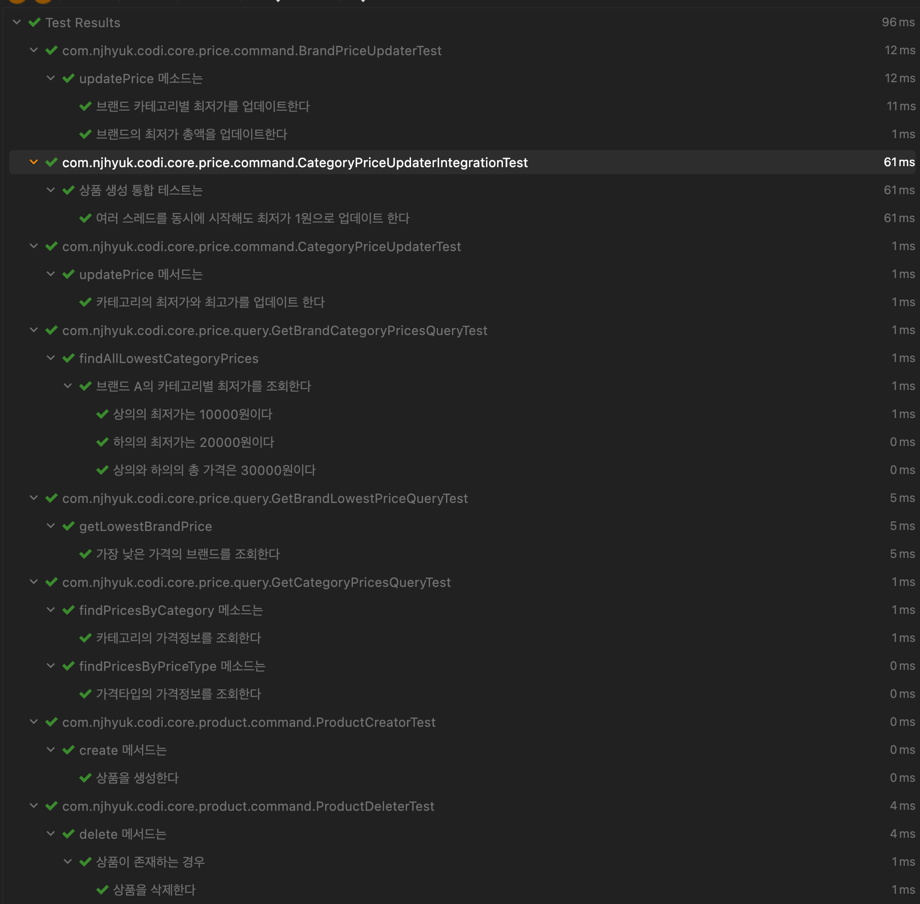 Test Results 96 ms
com.njhyuk.codi.core.price.command.BrandPriceUpdaterTest 12 ms
updatePrice 메소드는 12 ms
브랜드 카테고리별 최저가를 업데이트한다 11 ms
브랜드의 최저가 총액을 업데이트한다 1 ms
com.njhyuk.codi.core.price.command.CategoryPriceUpdaterIntegrationTest 61 ms
상품 생성 통합 테스트는 61 ms
여러 스레드를 동시에 시작해도 최저가 1원으로 업데이트 한다 61 ms
com.njhyuk.codi.core.price.command.CategoryPriceUpdaterTest 1 ms
updatePrice 메서드는 1 ms
카테고리의 최저가와 최고가를 업데이트 한다 1 ms
com.njhyuk.codi.core.price.query.GetBrandCategoryPricesQueryTest 1 ms
findAllLowestCategoryPrices 1 ms
브랜드 A의 카테고리별 최저가를 조회한다 1 ms
상의의 최저가는 10000원이다 1 ms
하의의 최저가는 20000원이다 0 ms
상의와 하의의 총 가격은 30000원이다 0 ms
com.njhyuk.codi.core.price.query.GetBrandLowestPriceQueryTest 5 ms
getLowestBrandPrice 5 ms
가장 낮은 가격의 브랜드를 조회한다 5 ms
com.njhyuk.codi.core.price.query.GetCategoryPricesQueryTest 1 ms
findPricesByCategory 메소드는 1 ms
카테고리의 가격정보를 조회한다 1 ms
findPricesByPriceType 메소드는 0 ms
가격타입의 가격정보를 조회한다 0 ms
com.njhyuk.codi.core.product.command.ProductCreatorTest 0 ms
create 메서드는 0 ms
상품을 생성한다 0 ms
com.njhyuk.codi.core.product.command.ProductDeleterTest 4 ms
delete 메서드는 4 ms
상품이 존재하는 경우 1 ms
상품을 삭제한다 1 ms